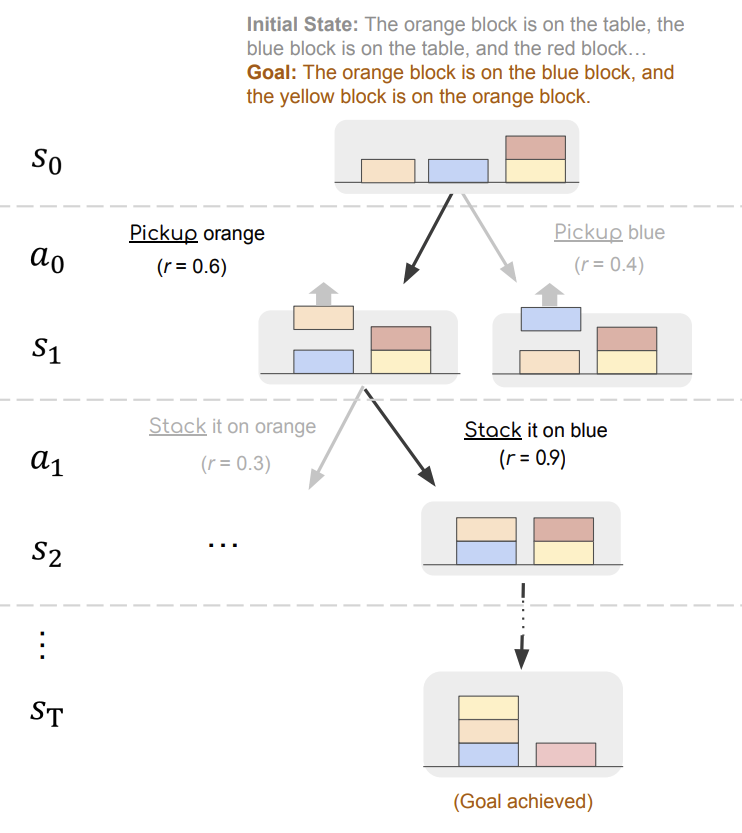 Initial State: The orange block is on the table, the
blue block is on the table, and the red block…
Goal: The orange block is on the blue block, and
the yellow block is on the orange block.
s0
a0
Pickup orange
(r = 0.6)
Pickup blue
(r = 0.4)
s1
a1
Stack it on orange
(r = 0.3)
Stack it on blue
(r = 0.9)
s2
...
⋮
sT
(Goal achieved)